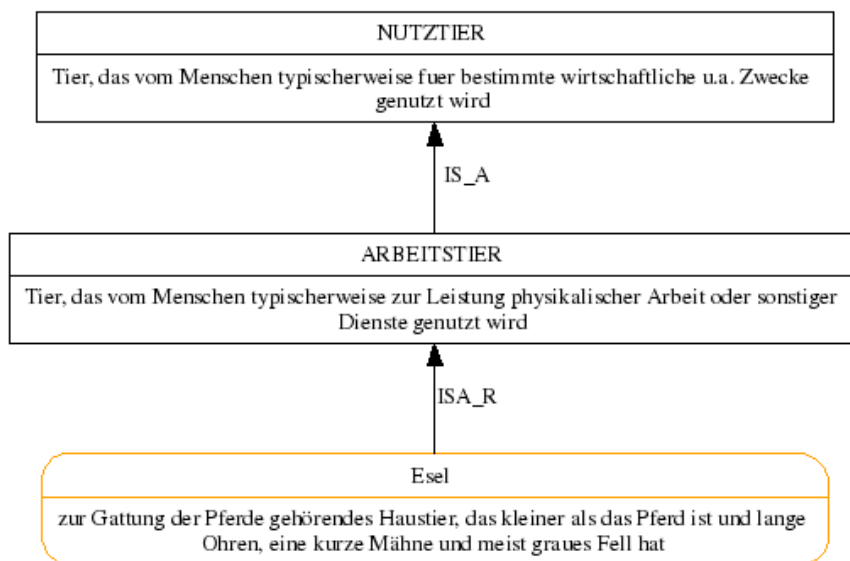 NUTZTIER
Tier, das vom Menschen typischerweise fuer bestimmte wirtschaftliche u.a. Zwecke
genutzt wird
IS_A
ARBEITSTIER
Tier, das vom Menschen typischerweise zur Leistung physikalischer Arbeit oder sonstiger
Dienste genutzt wird
ISA_R
Esel
zur Gattung der Pferde gehörendes Haustier, das kleiner als das Pferd ist und lange
Ohren, eine kurze Mähne und meist graues Fell hat